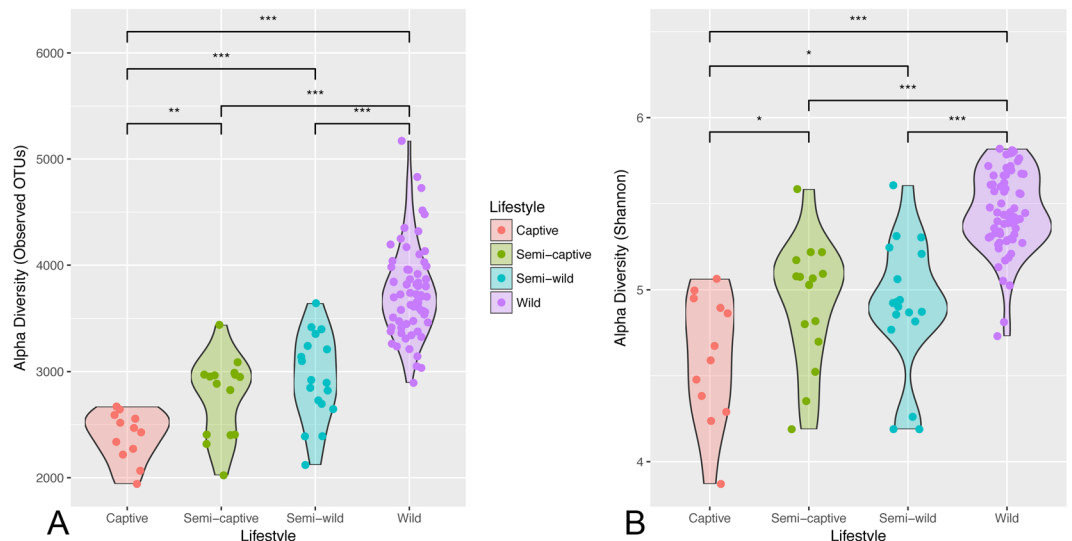 ***
***
***
**
***
6000
5000
4000
3000
2000
Alpha Diversity (Observed OTUs)
Captive
Semi−captive
Semi−wild
Wild
Lifestyle
A
Lifestyle
Captive
Semi−captive
Semi−wild
Wild
***
*
***
*
***
6
5
4
Alpha Diversity (Shannon)
Captive
Semi−captive
Semi−wild
Wild
Lifestyle
B